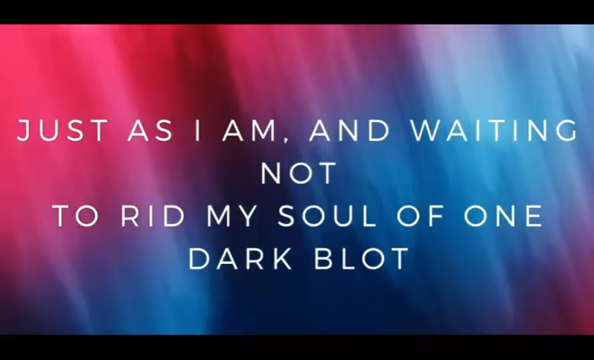 JUST AS I AM, AND WAITING
NOT
TO RID MY SOUL OF ONE
DARK BLOT